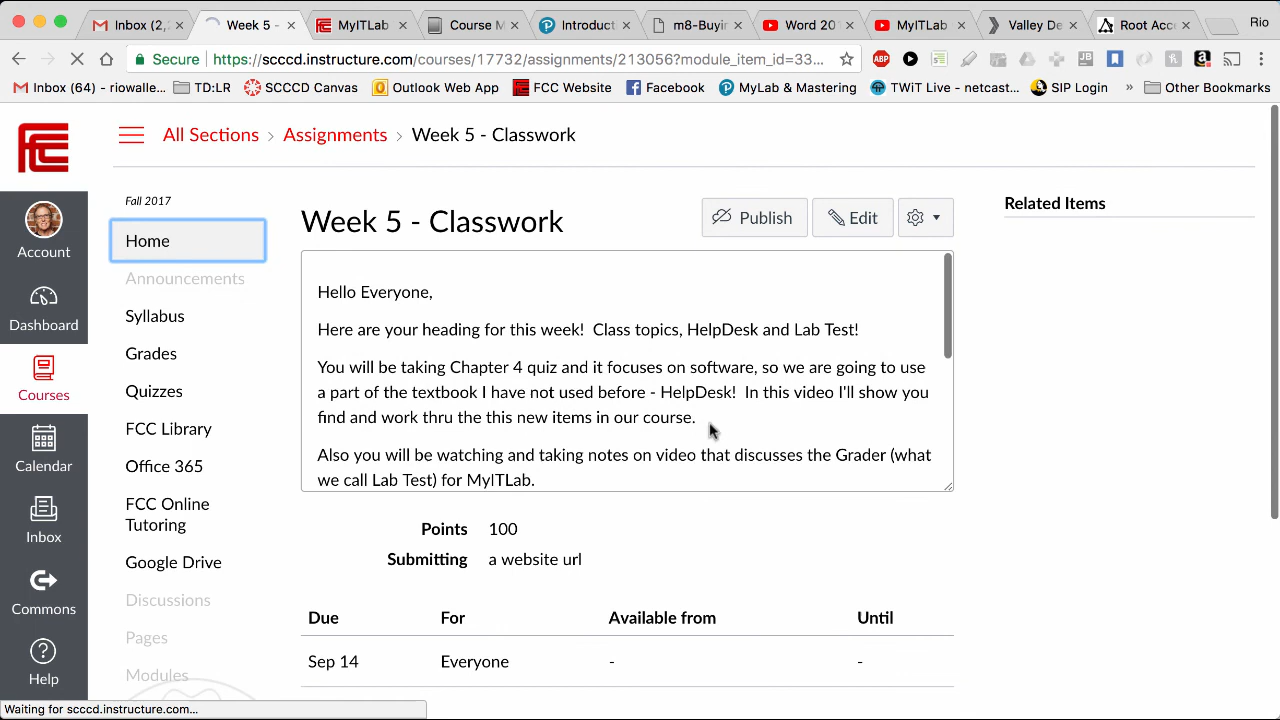 Inbox (2,
Week 5 -
MyITLab
Course M
Introduct
m8-Buyin
Word 20
MyITLab
Valley De
Root Acc
Rio
Secure
https://scccd.instructure.com/courses/17732/assignments/213056?module_item_id=33...
Inbox (64) - riowalle...
TD:LR
SCCCD Canvas
Outlook Web App
FCC Website
Facebook
MyLab & Mastering
TWiT Live - netcast...
SIP Login
»
Other Bookmarks
FCC
All Sections > Assignments > Week 5 - Classwork
Account
Dashboard
Courses
Calendar
Inbox
Commons
Help
Fall 2017
Home
Announcements
Syllabus
Grades
Quizzes
FCC Library
Office 365
FCC Online
Tutoring
Google Drive
Discussions
Pages
Modules
Week 5 - Classwork
Publish
Edit
Hello Everyone,
Here are your heading for this week! Class topics, HelpDesk and Lab Test!
You will be taking Chapter 4 quiz and it focuses on software, so we are going to use
a part of the textbook I have not used before - HelpDesk! In this video I'll show you
find and work thru the this new items in our course.
Also you will be watching and taking notes on video that discusses the Grader (what
we call Lab Test) for MyITLab.
Points 100
Submitting a website url
Due For Available from Until
Sep 14 Everyone - -
Related Items
Waiting for scccd.instructure.com...